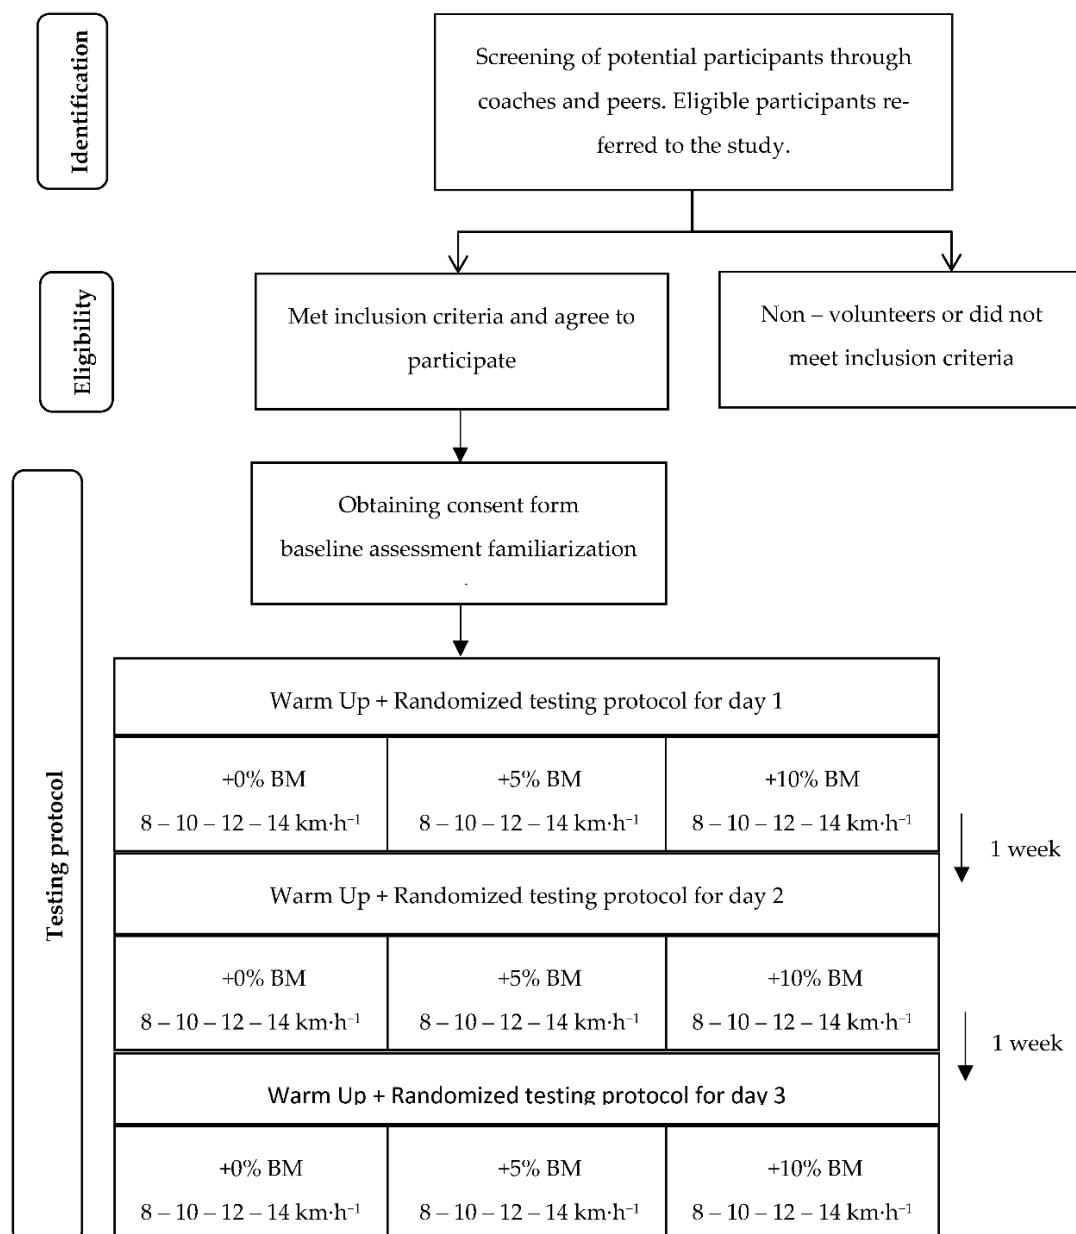 Identification
Screening of potential participants through
coaches and peers. Eligible participants re-
ferred to the study.
Eligibility
Met inclusion criteria and agree to
participate
Non – volunteers or did not
meet inclusion criteria
Testing protocol
Obtaining consent form
baseline assessment familiarization
.
Warm Up + Randomized testing protocol for day 1
+0% BM
8 – 10 – 12 – 14 km·h⁻¹
+5% BM
8 – 10 – 12 – 14 km·h⁻¹
+10% BM
8 – 10 – 12 – 14 km·h⁻¹
1 week
Warm Up + Randomized testing protocol for day 2
+0% BM
8 – 10 – 12 – 14 km·h⁻¹
+5% BM
8 – 10 – 12 – 14 km·h⁻¹
+10% BM
8 – 10 – 12 – 14 km·h⁻¹
1 week
Warm Up + Randomized testing protocol for day 3
+0% BM
8 – 10 – 12 – 14 km·h⁻¹
+5% BM
8 – 10 – 12 – 14 km·h⁻¹
+10% BM
8 – 10 – 12 – 14 km·h⁻¹